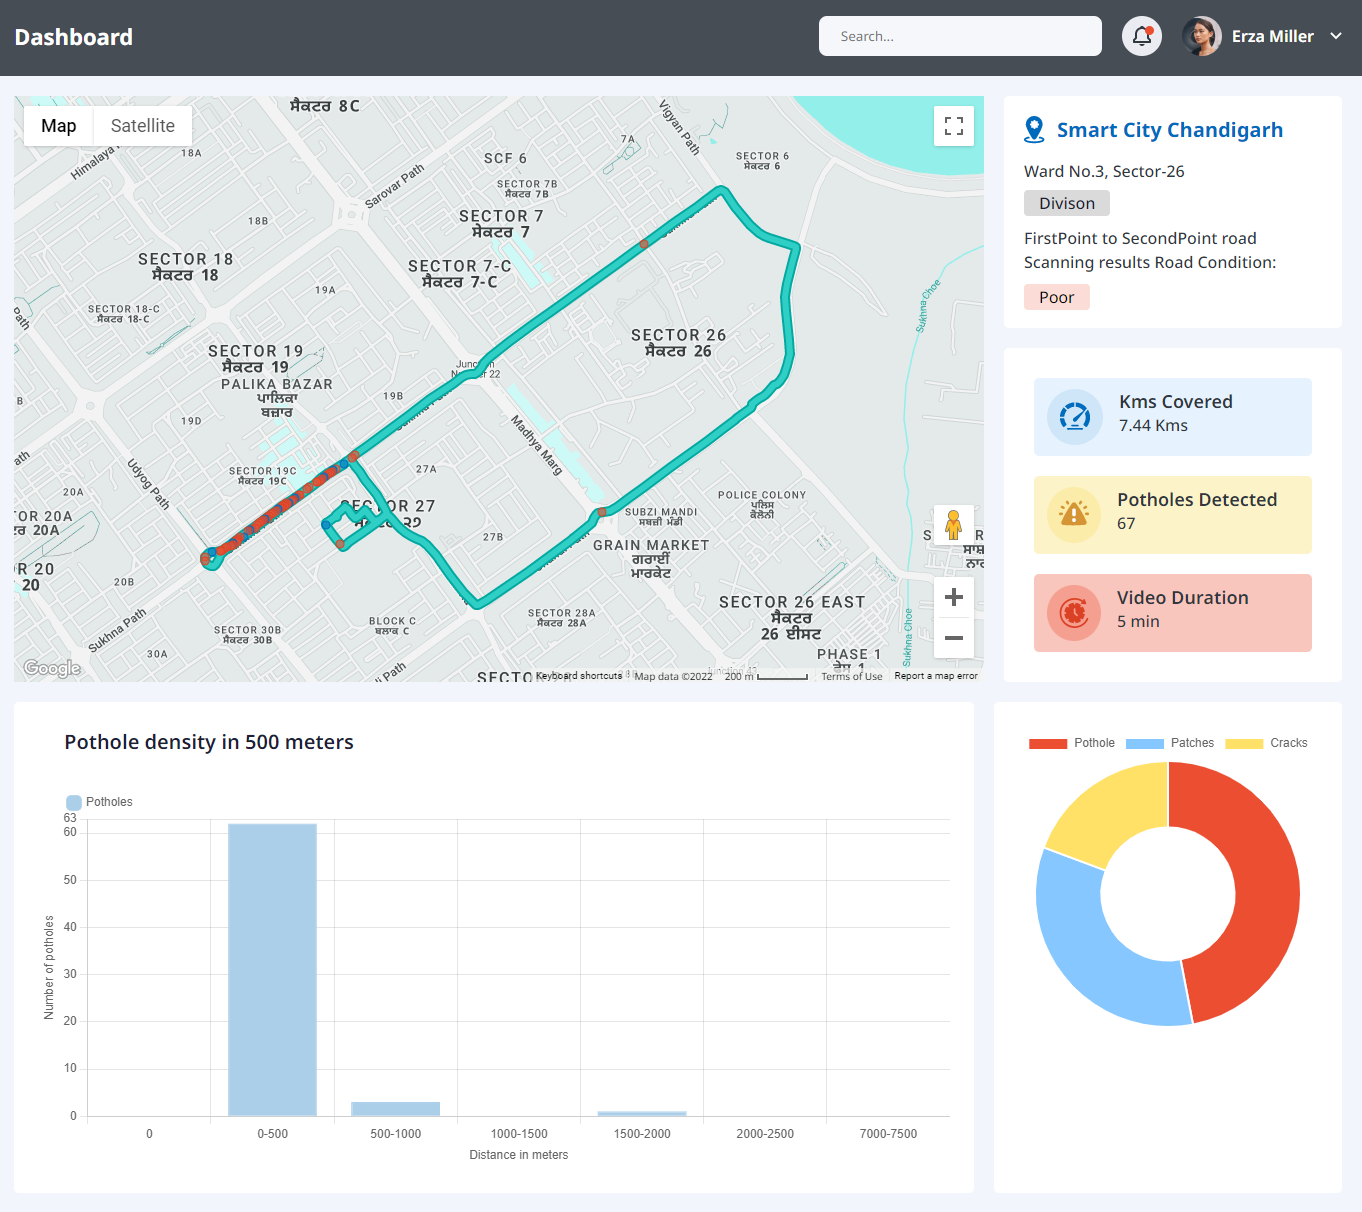 Dashboard
Search...
Erza Miller
Map
Satellite
ਸੈਕਟਰ 8C
Himalaya
18A
Sarovar Path
Vigyan Path
7A
SCF 6
SECTOR 6
ਸੈਕਟਰ 6
SECTOR 7B
ਸੈਕਟਰ 7B
18B
SECTOR 7
ਸੈਕਟਰ 7
SECTOR 18
ਸੈਕਟਰ 18
SECTOR 7-C
ਸੈਕਟਰ 7-C
19A
Sukhna Choe
SECTOR 18-C
ਸੈਕਟਰ 18-C
Path
SECTOR 26
ਸੈਕਟਰ 26
SECTOR 19
ਸੈਕਟਰ 19
PALIKA BAZAR
ਪਾਲਿਕਾ
ਬਜ਼ਾਰ
19B
19D
Madhya Marg
Udyog Path
SECTOR 19C
ਸੈਕਟਰ 19C
27A
20A
SECTOR 27
POLICE COLONY
ਪੁਲਿਸ
ਕੋਲੋਨੀ
SUBZI MANDI
ਸਬਜ਼ੀ ਮੰਡੀ
27B
GRAIN MARKET
ਗਰਾਈਂ
ਮਾਰਕੇਟ
20B
Sukhna Path
SECTOR 28A
ਸੈਕਟਰ 28A
BLOCK C
ਬਲਾਕ C
SECTOR 30B
ਸੈਕਟਰ 30B
30A
SECTOR 26 EAST
ਸੈਕਟਰ
26 ਈਸਟ
Sukhna Choe
PHASE 1
Google
Keyboard shortcuts
Map data ©2022
200 m
Terms of Use
Report a map error
Smart City Chandigarh
Ward No.3, Sector-26
Divison
FirstPoint to SecondPoint road
Scanning results Road Condition:
Poor
Kms Covered
7.44 Kms
Potholes Detected
67
Video Duration
5 min
Pothole density in 500 meters
Potholes
63
60
50
40
30
20
10
0
Number of potholes
0
0-500
500-1000
1000-1500
1500-2000
2000-2500
7000-7500
Distance in meters
Pothole
Patches
Cracks